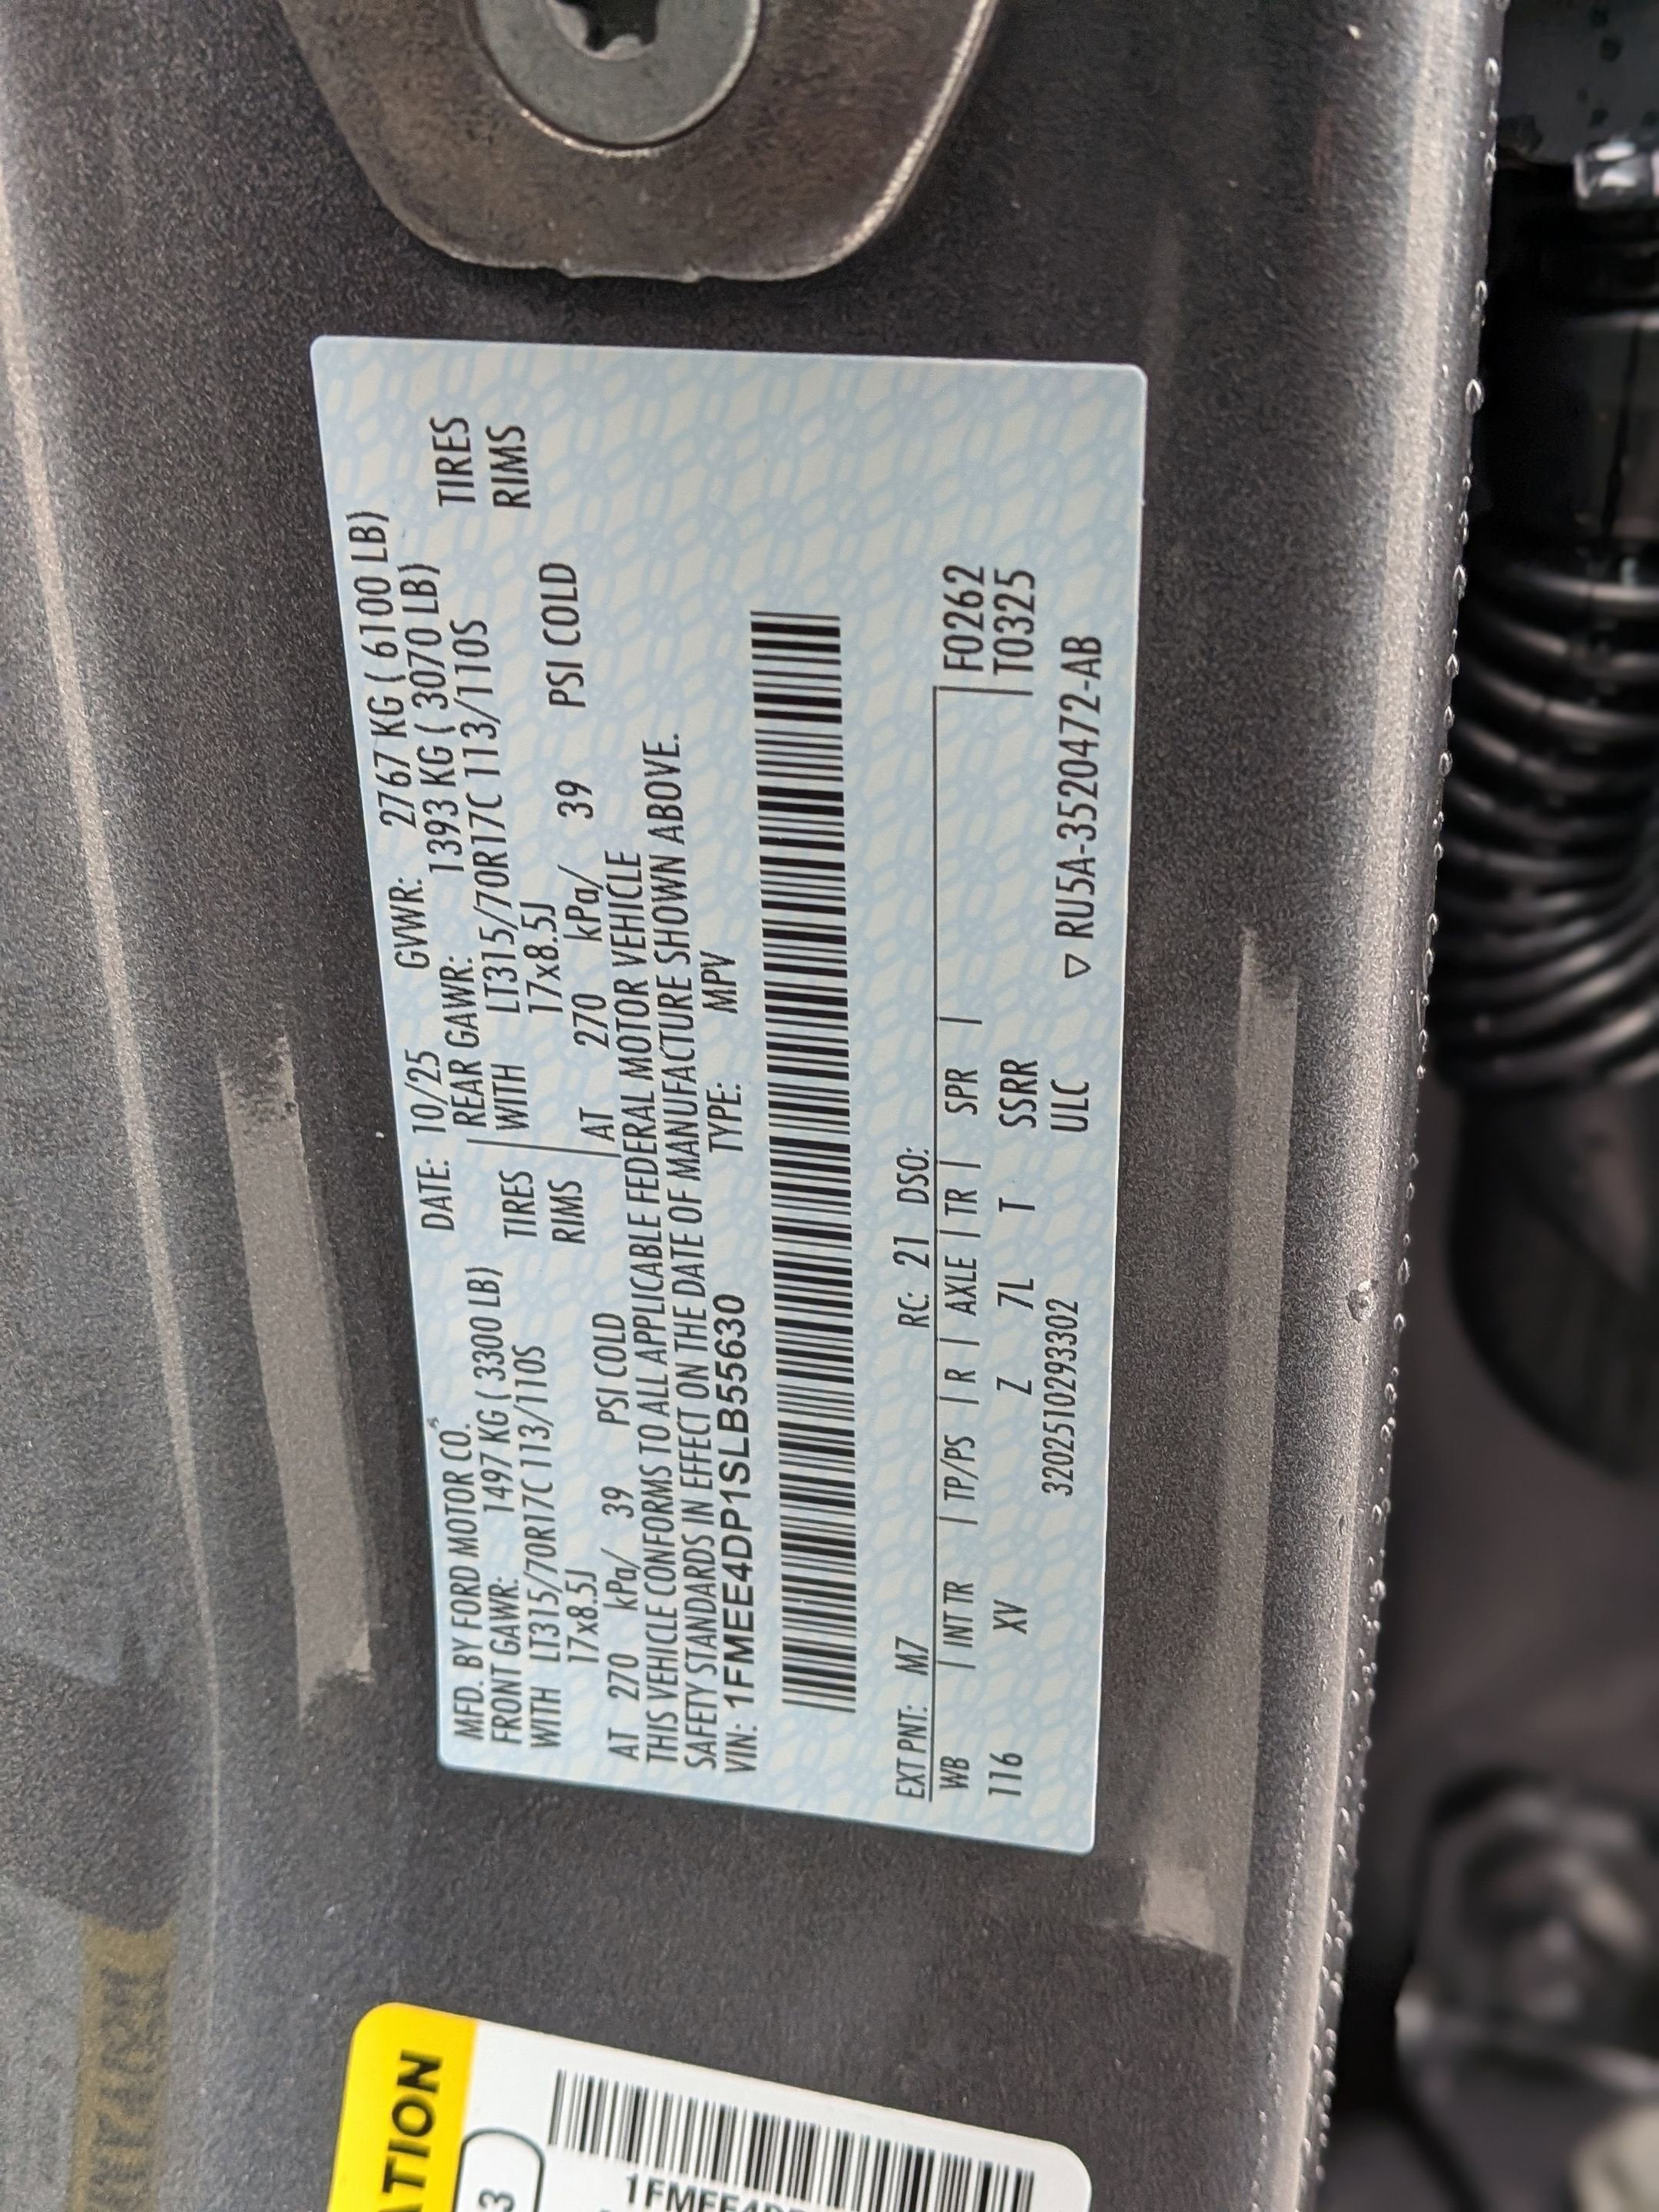 MFD. BY FORD MOTOR CO. DATE: 10/25 GVWR: 2767 KG ( 6100 LB)
FRONT GAWR: 1497 KG ( 3300 LB) REAR GAWR: 1393 KG ( 3070 LB)
WITH LT315/70R17C 113/110S TIRES WITH LT315/70R17C 113/110S TIRES
17x8.5J RIMS 17x8.5J RIMS
AT 270 kPa/ 39 PSI COLD AT 270 kPa/ 39 PSI COLD
THIS VEHICLE CONFORMS TO ALL APPLICABLE FEDERAL MOTOR VEHICLE
SAFETY STANDARDS IN EFFECT ON THE DATE OF MANUFACTURE SHOWN ABOVE.
VIN: 1FMEE4DP1SLB55630 TYPE: MPV
EXT PNT: M7 RC: 21 DSO:
WB | INT TR | TP/PS | R | AXLE | TR | SPR | F0262
116 XV Z 7L T SSRR T0325
3202510293302 ULC ▽ RU5A-3520472-AB
ATION
3
1FMEE4DP